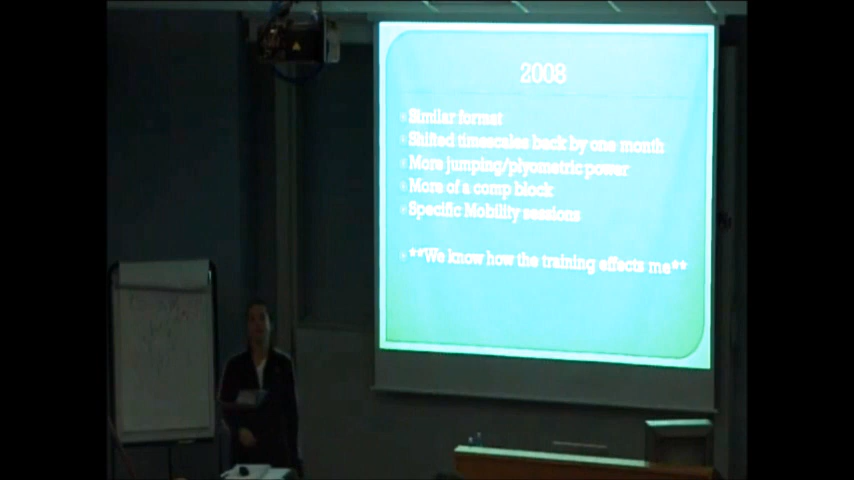 2008
Similar format
Shifted timescales back by one month
More jumping/plyometric power
More of a comp block
Specific Mobility sessions
**We know how the training effects me**